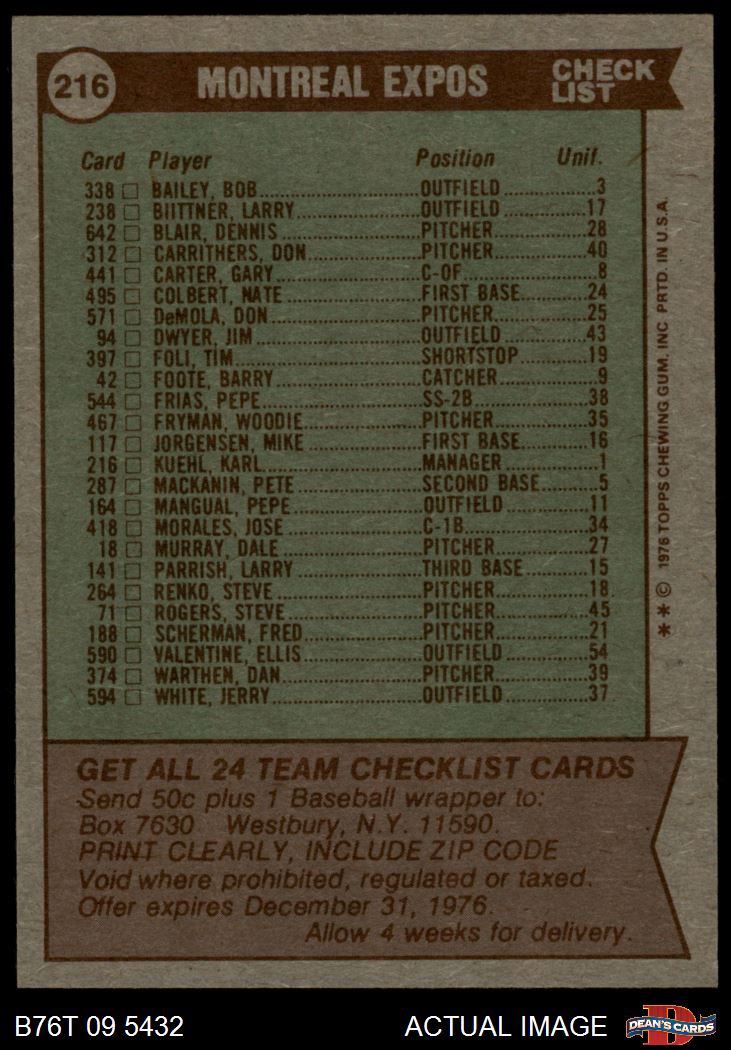 216 MONTREAL EXPOS CHECK LIST
Card Player Position Unif.
338 □ BAILEY, BOB OUTFIELD 3
238 □ BIITTNER, LARRY OUTFIELD 17
642 □ BLAIR, DENNIS PITCHER 28
312 □ CARRITHERS, DON PITCHER 40
441 □ CARTER, GARY C-OF 8
495 □ COLBERT, NATE FIRST BASE 24
571 □ DeMOLA, DON PITCHER 25
94 □ DWYER, JIM OUTFIELD 43
397 □ FOLI, TIM SHORTSTOP 19
42 □ FOOTE, BARRY CATCHER 9
544 □ FRIAS, PEPE SS-2B 38
467 □ FRYMAN, WOODIE PITCHER 35
117 □ JORGENSEN, MIKE FIRST BASE 16
216 □ KUEHL, KARL MANAGER 1
287 □ MACKANIN, PETE SECOND BASE 5
164 □ MANGUAL, PEPE OUTFIELD 11
418 □ MORALES, JOSE C-1B 34
18 □ MURRAY, DALE PITCHER 27
141 □ PARRISH, LARRY THIRD BASE 15
264 □ RENKO, STEVE PITCHER 18
71 □ ROGERS, STEVE PITCHER 45
188 □ SCHERMAN, FRED PITCHER 21
590 □ VALENTINE, ELLIS OUTFIELD 54
374 □ WARTHEN, DAN PITCHER 39
594 □ WHITE, JERRY OUTFIELD 37
* * © 1976 TOPPS CHEWING GUM, INC PRTD. IN U.S.A.
GET ALL 24 TEAM CHECKLIST CARDS
Send 50c plus 1 Baseball wrapper to:
Box 7630 Westbury, N.Y. 11590.
PRINT CLEARLY, INCLUDE ZIP CODE
Void where prohibited, regulated or taxed.
Offer expires December 31, 1976.
Allow 4 weeks for delivery.
B76T 09 5432 ACTUAL IMAGE D DEAN'S CARDS